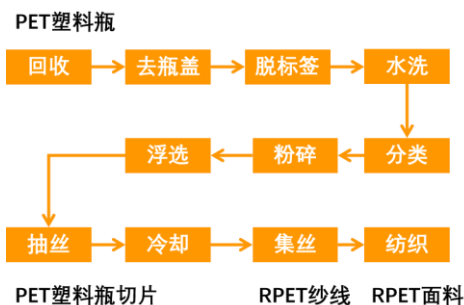 PET塑料瓶
回收 去瓶盖 脱标签 水洗
浮选 粉碎 分类
抽丝 冷却 集丝 纺织
PET塑料瓶切片 RPET纱线 RPET面料